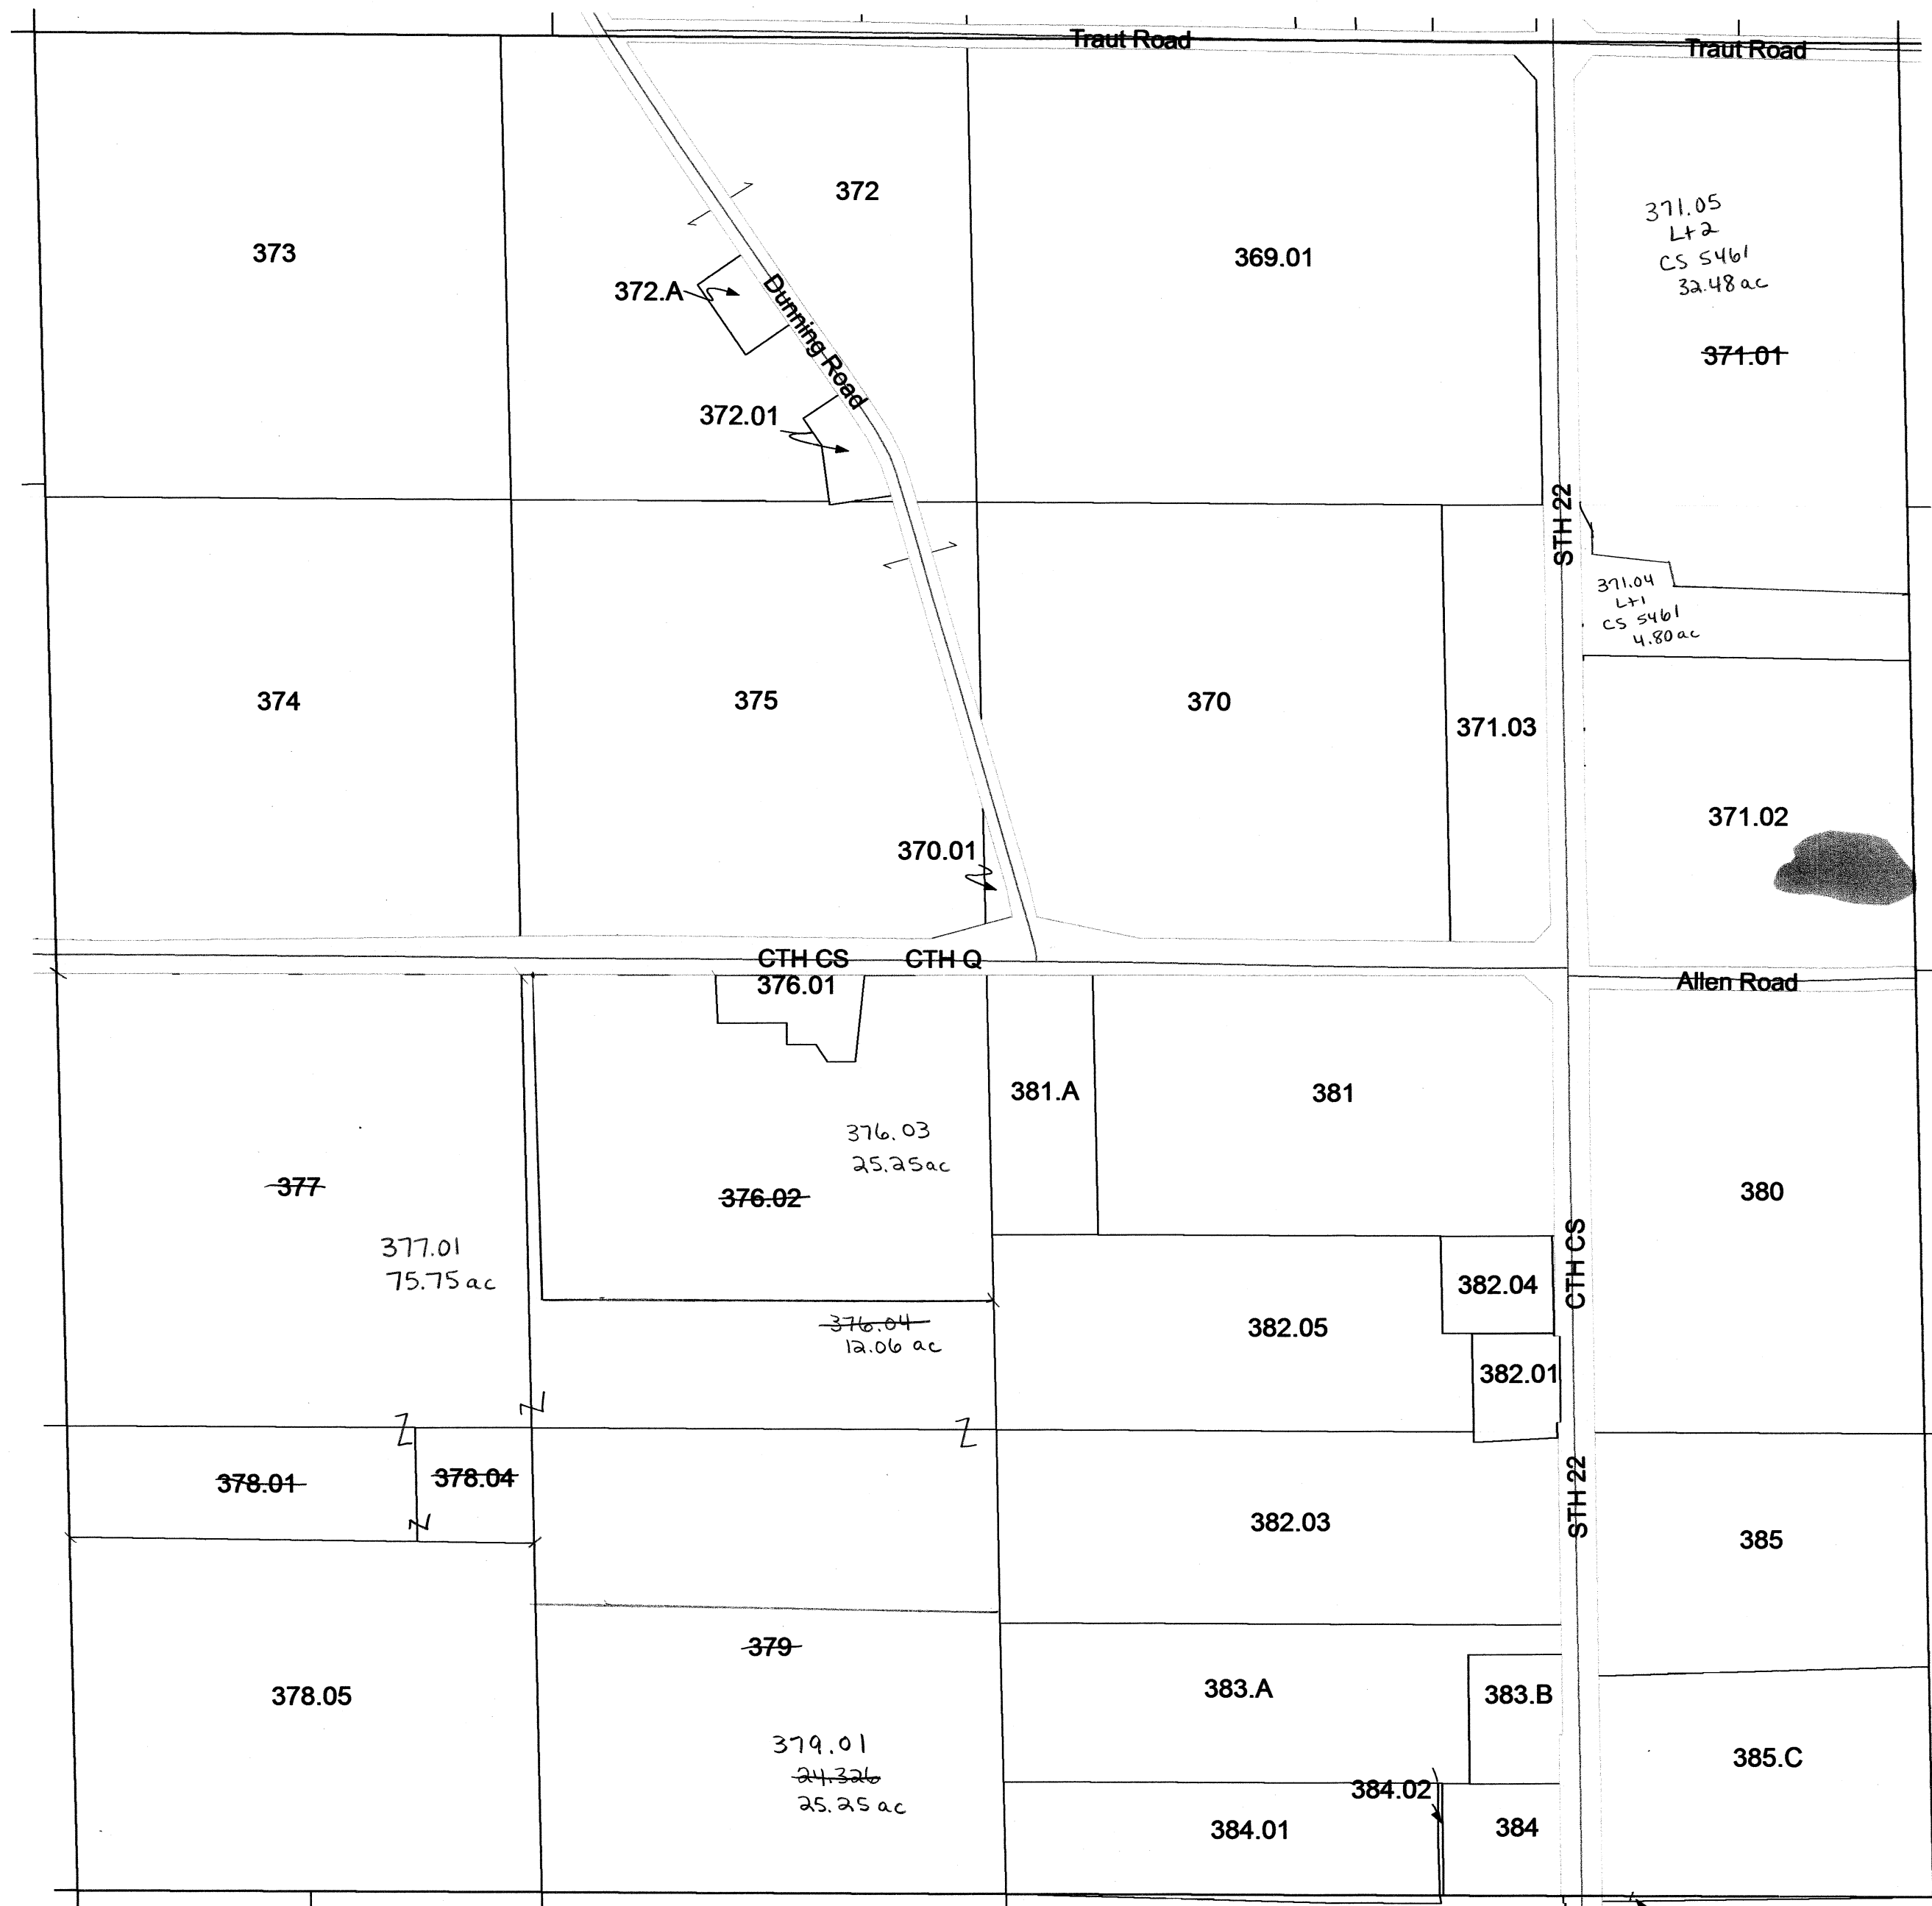 Traut Road
Traut Road
372
373
369.01
371.05
Lt 2
CS 5461
32.48 ac
371.01
372.A
Dunning Road
372.01
STH 22
371.04
Lt 1
CS 5461
4.80 ac
374
375
370
371.03
371.02
370.01
CTH CS
CTH Q
376.01
Allen Road
381.A
381
376.03
25.25 ac
377
376.02
380
377.01
75.75 ac
CTH CS
382.04
376.04
12.06 ac
382.05
382.01
378.01
378.04
STH 22
382.03
385
379
378.05
383.A
383.B
379.01
24.326
25.25 ac
385.C
384.02
384.01
384